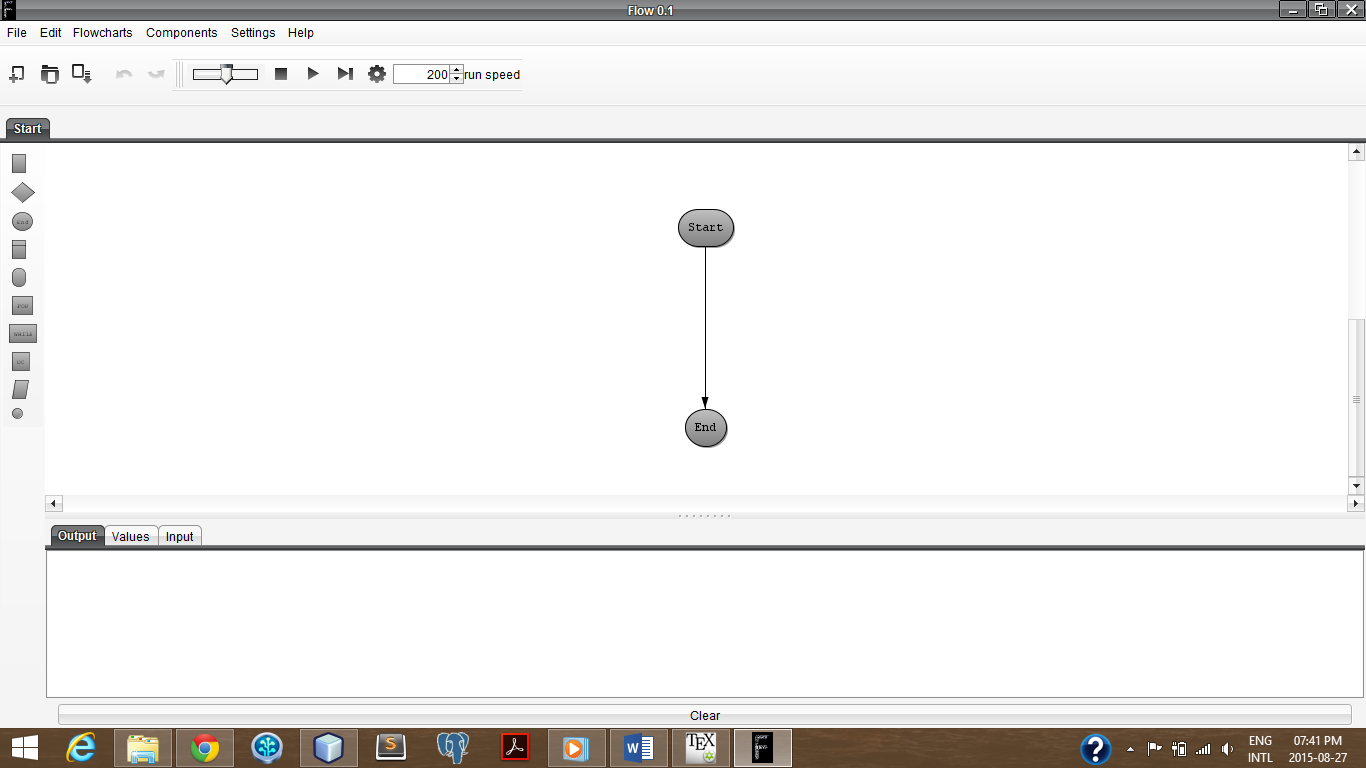 Flow 0.1
File Edit Flowcharts Components Settings Help
200 run speed
Start
End
Start
End
Output Values Input
Clear
ENG 07:41 PM
INTL 2015-08-27